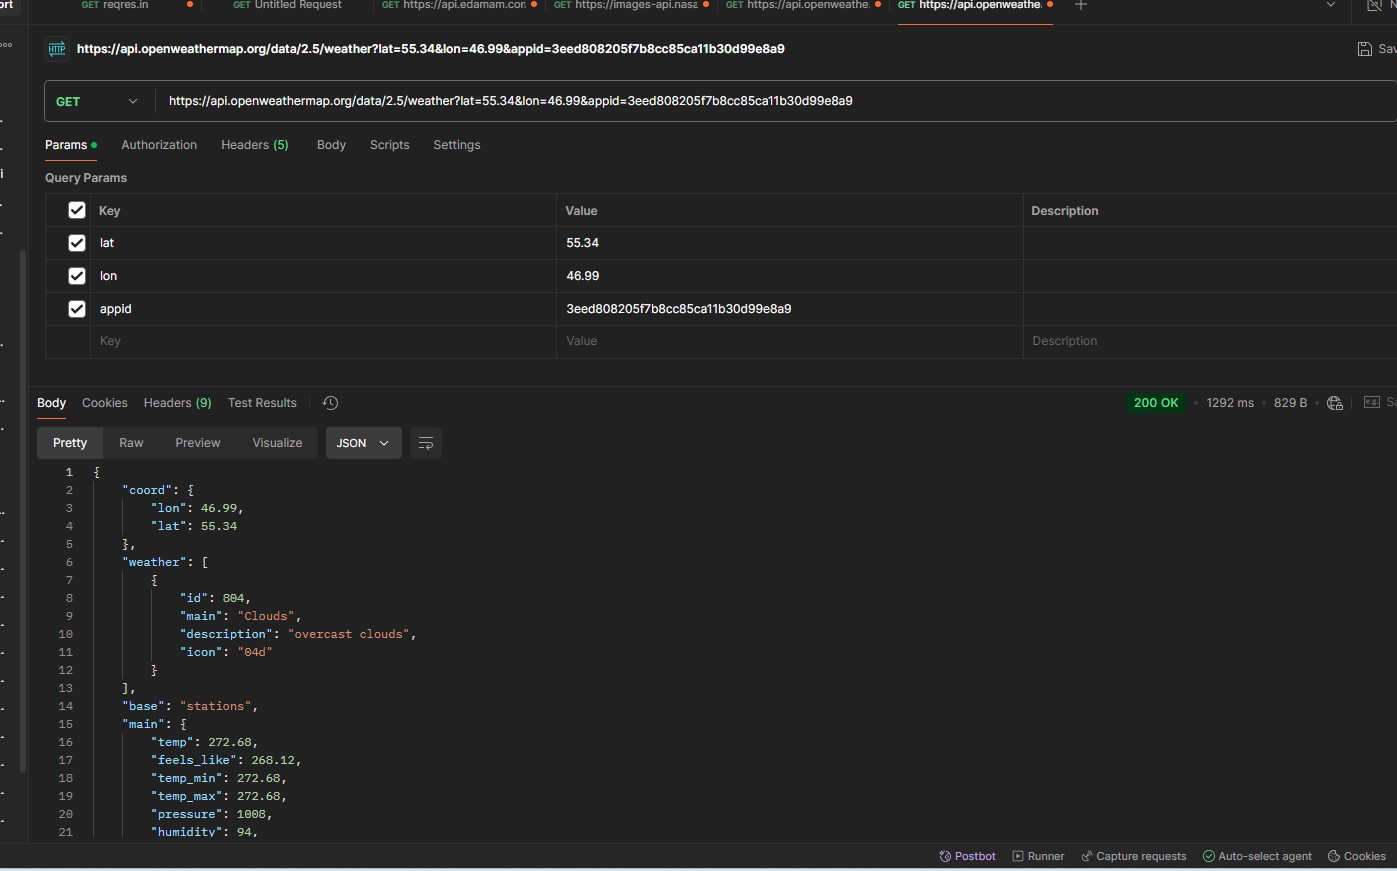 ort GET reqres.in GET Untitled Request GET https://api.edamam.con GET https://images-api.nasa GET https://api.openweathe. GET https://api.openweathe.
HTTP https://api.openweathermap.org/data/2.5/weather?lat=55.34&lon=46.99&appid=3eed808205f7b8cc85ca11b30d99e8a9 Sav
GET https://api.openweathermap.org/data/2.5/weather?lat=55.34&lon=46.99&appid=3eed808205f7b8cc85ca11b30d99e8a9
Params Authorization Headers (5) Body Scripts Settings
Query Params
Key Value Description
lat 55.34
lon 46.99
appid 3eed808205f7b8cc85ca11b30d99e8a9
Key Value Description
Body Cookies Headers (9) Test Results 200 OK • 1292 ms • 829 B • e.g. Sa
Pretty Raw Preview Visualize JSON
1 {
2 "coord": {
3 "lon": 46.99,
4 "lat": 55.34
5 },
6 "weather": [
7 {
8 "id": 804,
9 "main": "Clouds",
10 "description": "overcast clouds",
11 "icon": "04d"
12 }
13 ],
14 "base": "stations",
15 "main": {
16 "temp": 272.68,
17 "feels_like": 268.12,
18 "temp_min": 272.68,
19 "temp_max": 272.68,
20 "pressure": 1008,
21 "humidity": 94,
Postbot Runner Capture requests Auto-select agent Cookies